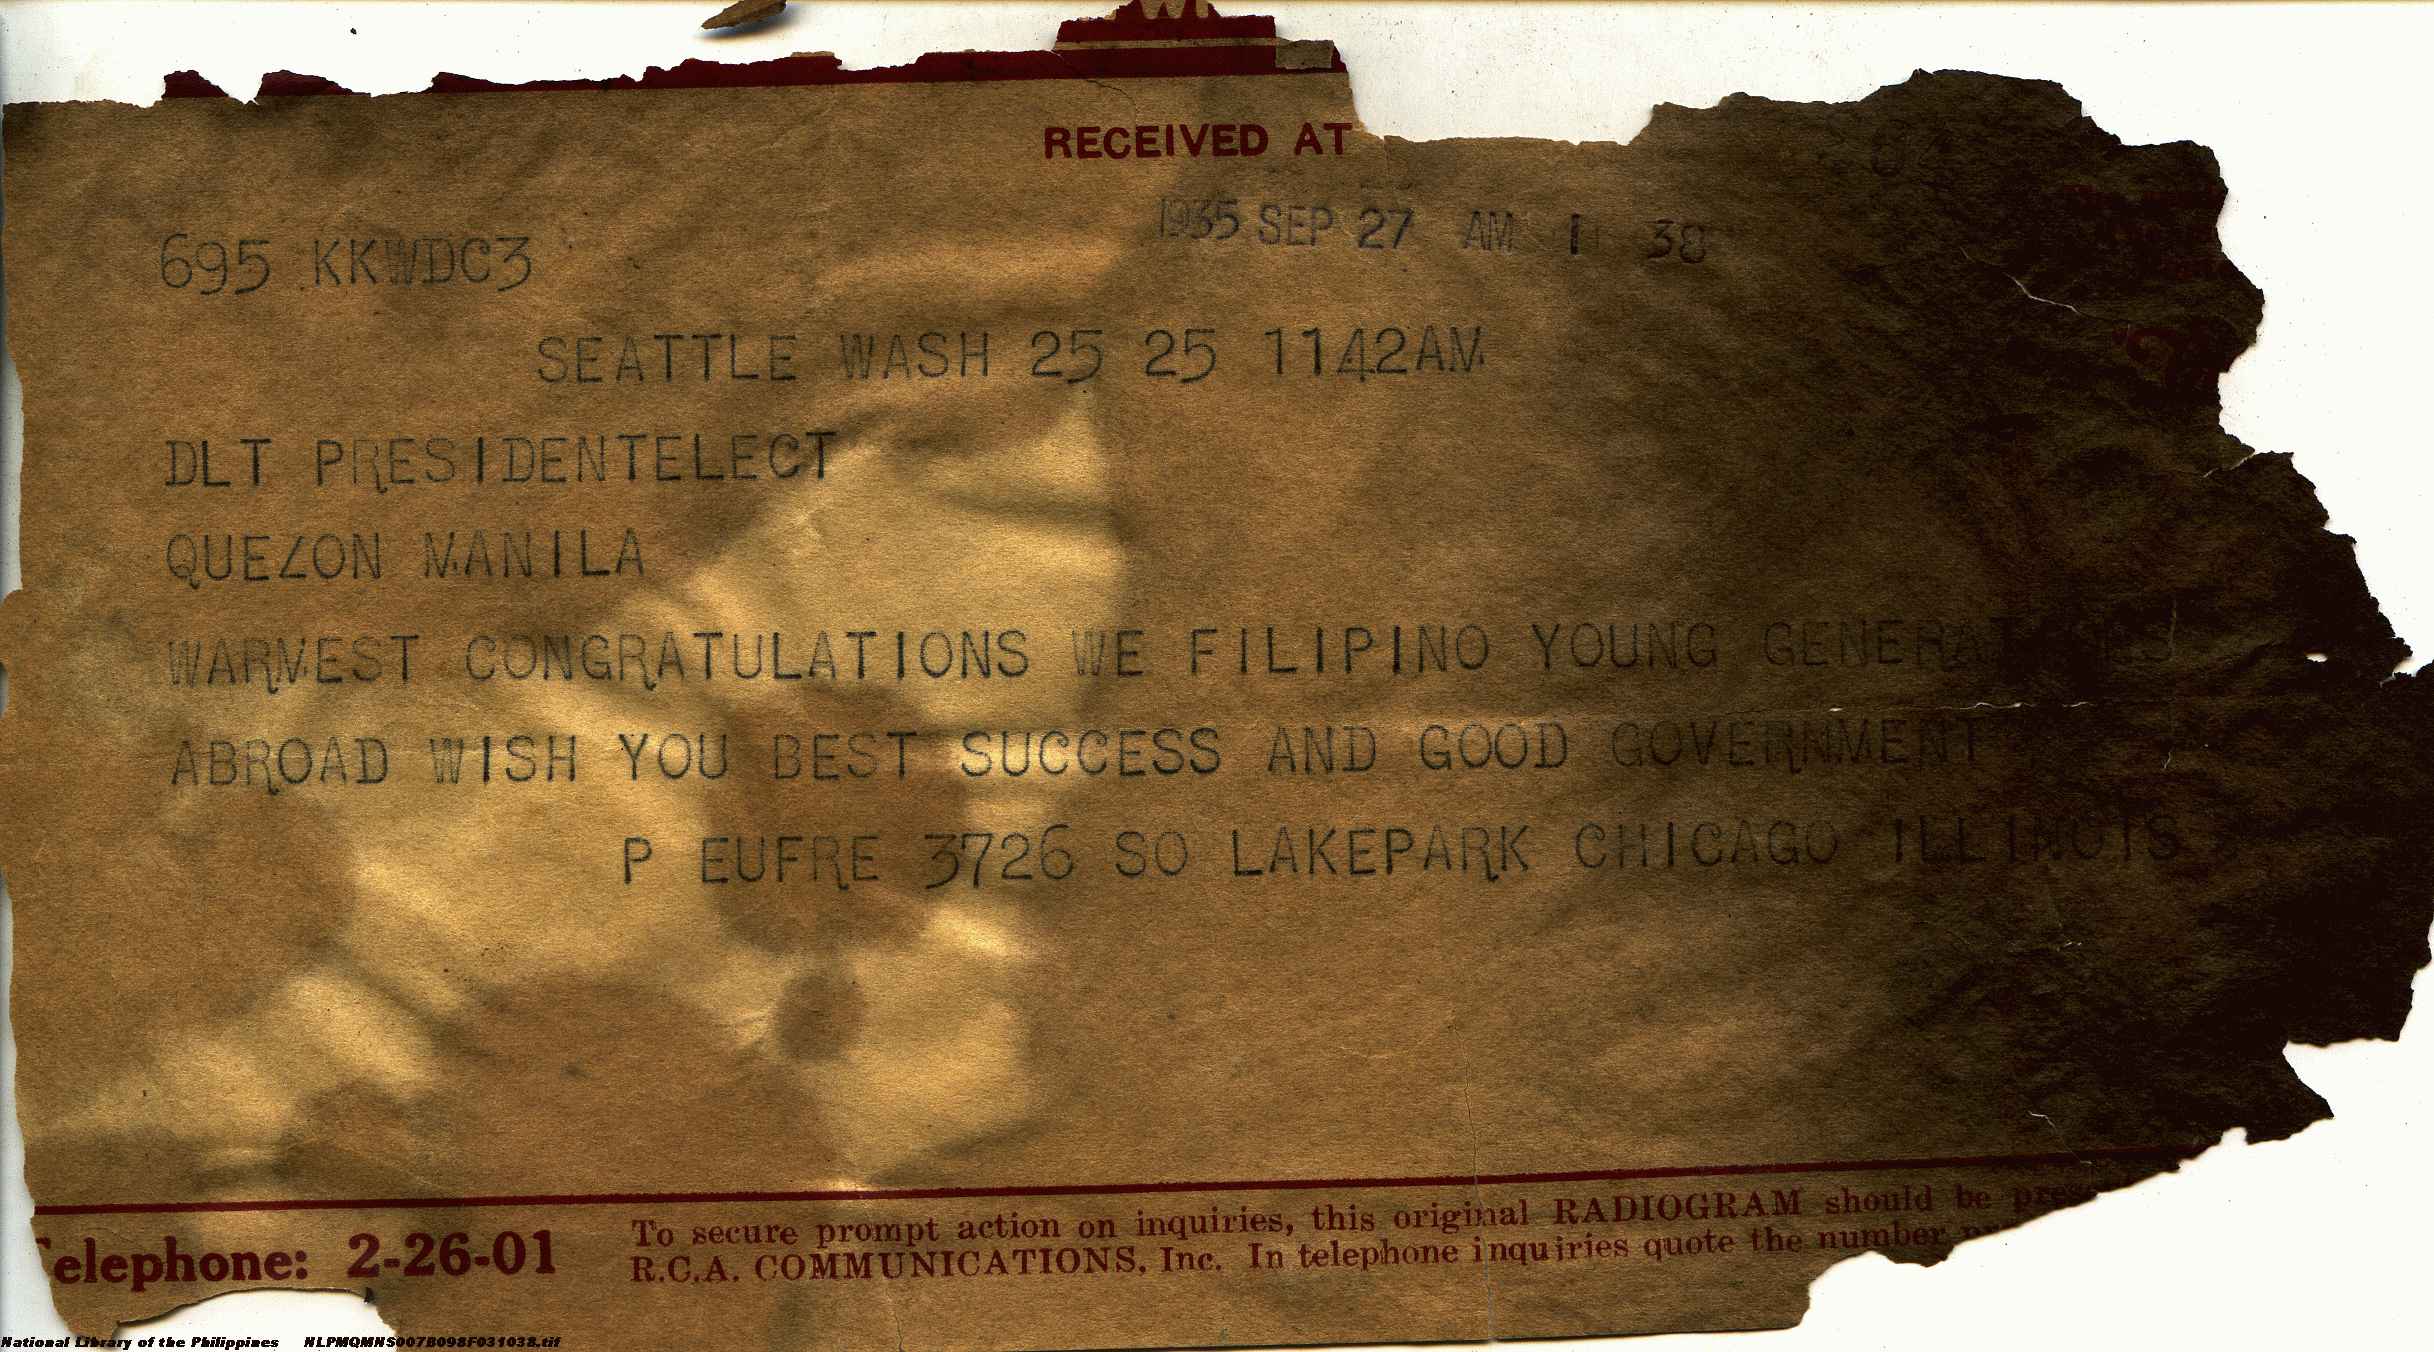 RECEIVED AT
1935 SEP 27 AM 1 38
695 KKWDC3
SEATTLE WASH 25 25 1142AM
DLT PRESIDENTELECT
QUEZON MANILA
WARMEST CONGRATULATIONS WE FILIPINO YOUNG
ABROAD WISH YOU BEST SUCCESS AND GOOD GOVERNMENT
P EUFRE 3726 SO LAKEPARK CHICAGO ILLINOIS
Telephone: 2-26-01
To secure prompt action on inquiries, this original RADIOGRAM should be
R.C.A. COMMUNICATIONS, Inc. In telephone inquiries quote the number
National Library of the Philippines NLPMQMNS007B098F031038.tif